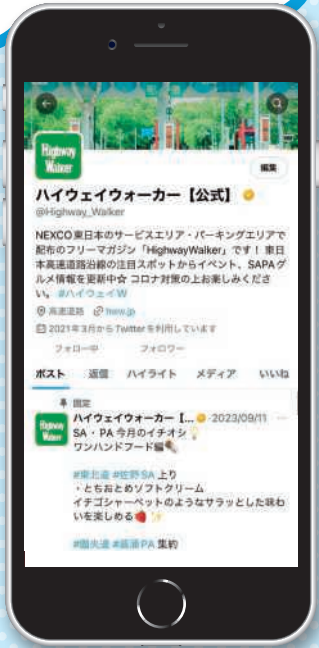 Highway
Walker
編集
ハイウェイウォーカー【公式】
@Highway_Walker
NEXCO東日本のサービスエリア・パーキングエリアで
配布のフリーマガジン「HighwayWalker」です！ 東日
本高速道路沿線の注目スポットからイベント、SAPAグ
ルメ情報を更新中☆ コロナ対策の上お楽しみくださ
い。 #ハイウェイW
高速道路 hww.jp
2021年3月からTwitterを利用しています
フォロー中 フォロワー
ポスト 返信 ハイライト メディア いいね
固定
Highway
Walker
ハイウェイウォーカー【... ·2023/09/11 ...
SA・PA 今月のイチオシ
ワンハンドフード編
#東北道 #佐野SA 上り
・とちおとめソフトクリーム
イチゴシャーベットのようなサラッとした味わ
いを楽しめる
#圏央道 #菖蒲PA 集約